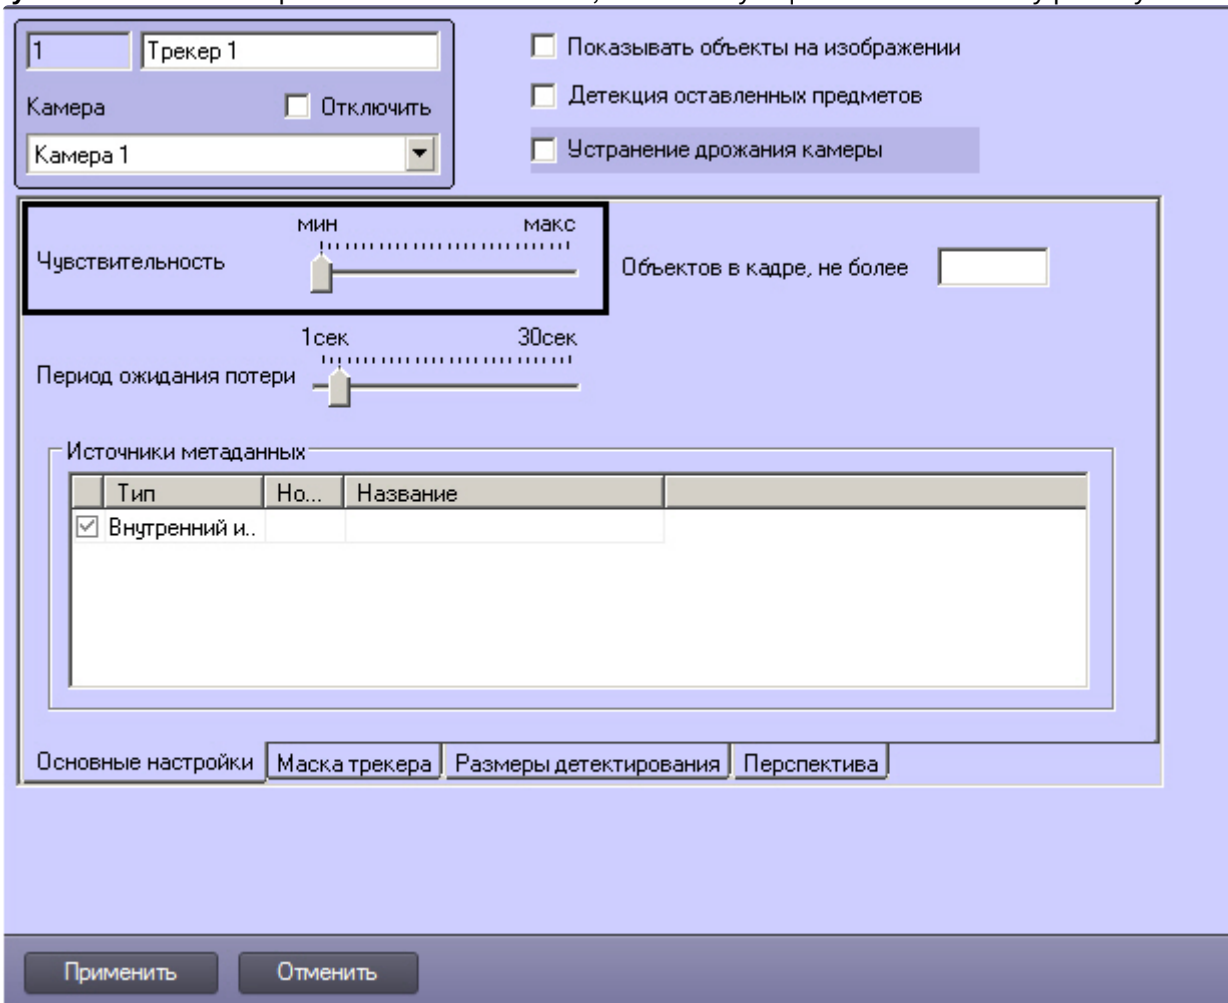 1 Трекер 1
Камера Отключить
Камера 1
Показывать объекты на изображении
Детекция оставленных предметов
Устранение дрожания камеры
мин макс
Чувствительность
Объектов в кадре, не более
1сек 30сек
Период ожидания потери
Источники метаданных
Тип Но... Название
Внутренний и..
Основные настройки Маска трекера Размеры детектирования Перспектива
Применить Отменить